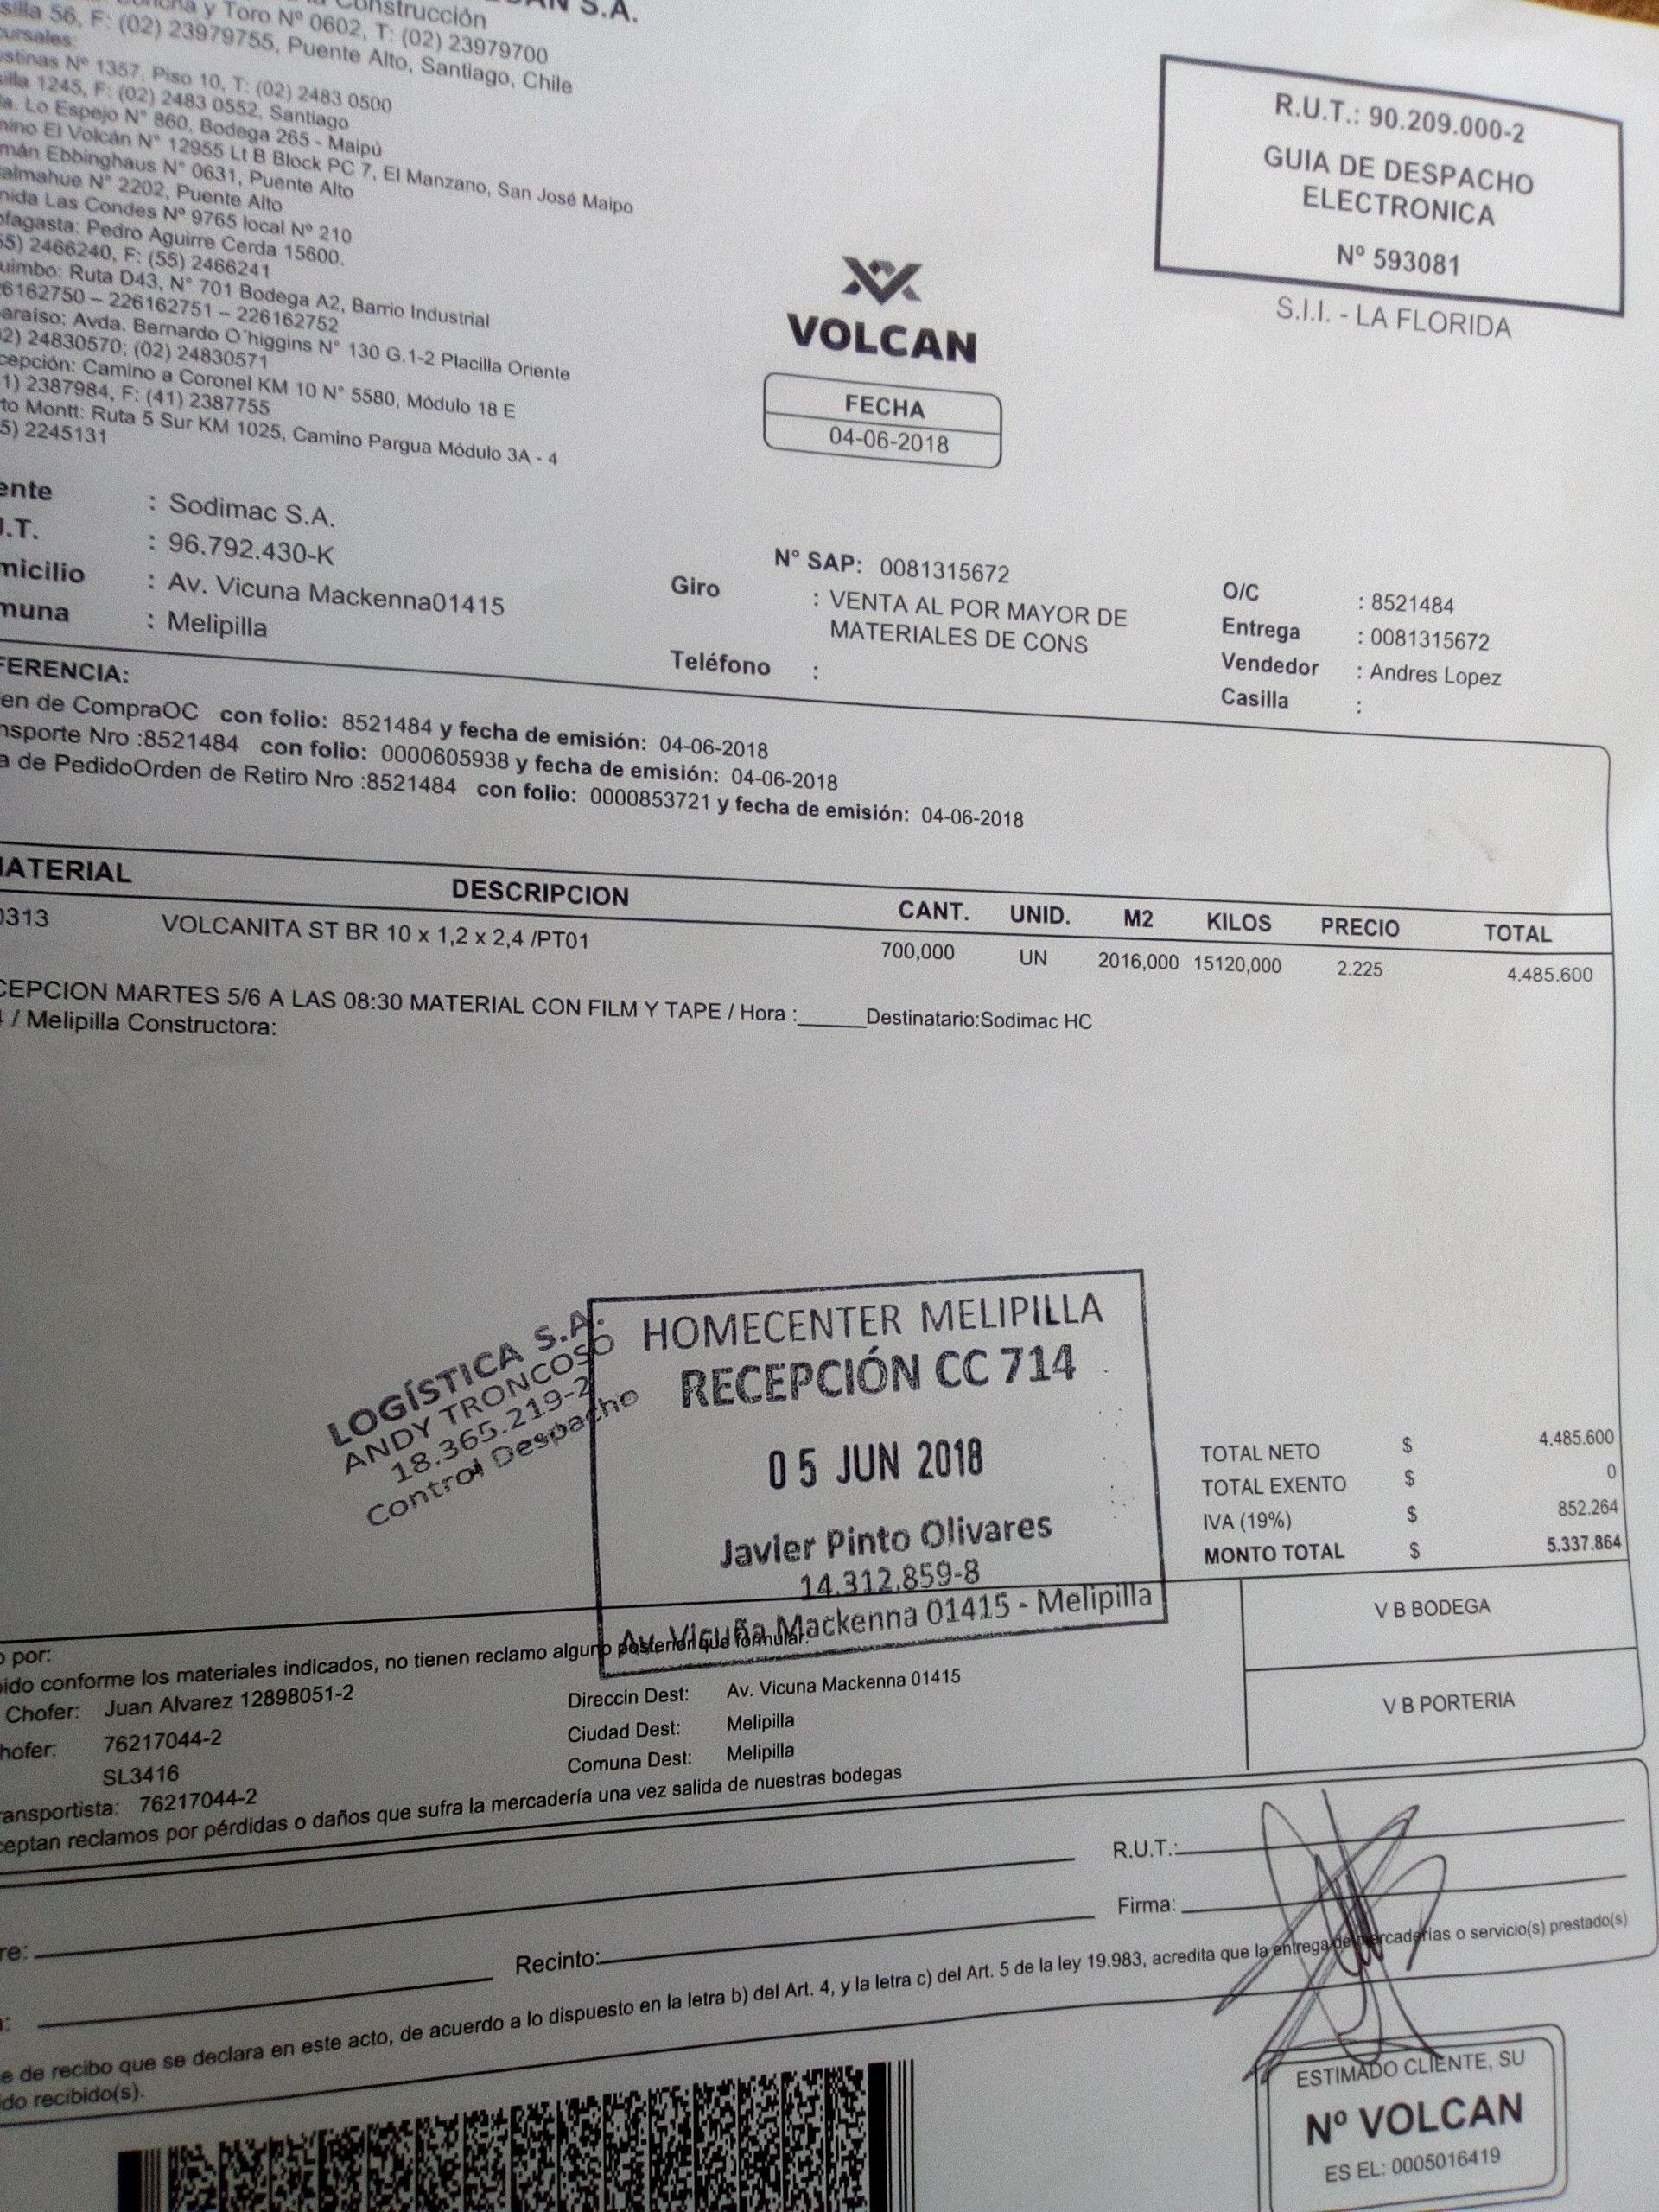 S.A.
Construcción
y Toro Nº 0602, T: (02) 23979700
silla 56, F: (02) 23979755, Puente Alto, Santiago, Chile
cursales:
stinas Nº 1357, Piso 10, T: (02) 2483 0500
illa 1245, F: (02) 2483 0552, Santiago
a. Lo Espejo N° 860, Bodega 265 - Maipú
mino El Volcán N° 12955 Lt B Block PC 7, El Manzano, San José Maipo
mán Ebbinghaus N° 0631, Puente Alto
almahue N° 2202, Puente Alto
nida Las Condes Nº 9765 local Nº 210
ofagasta: Pedro Aguirre Cerda 15600.
55) 2466240, F: (55) 2466241
uimbo: Ruta D43, N° 701 Bodega A2, Barrio Industrial
26162750 – 226162751 – 226162752
araíso: Avda. Bernardo O´higgins N° 130 G.1-2 Placilla Oriente
02) 24830570; (02) 24830571
cepción: Camino a Coronel KM 10 N° 5580, Módulo 18 E
1) 2387984, F: (41) 2387755
to Montt: Ruta 5 Sur KM 1025, Camino Pargua Módulo 3A - 4
5) 2245131
R.U.T.: 90.209.000-2
GUIA DE DESPACHO
ELECTRONICA
Nº 593081
S.I.I. - LA FLORIDA
VOLCAN
FECHA
04-06-2018
ente : Sodimac S.A.
.T. : 96.792.430-K
micilio : Av. Vicuna Mackenna01415
muna : Melipilla
N° SAP: 0081315672
Giro : VENTA AL POR MAYOR DE
MATERIALES DE CONS
Teléfono :
O/C : 8521484
Entrega : 0081315672
Vendedor : Andres Lopez
Casilla :
FERENCIA:
en de CompraOC con folio: 8521484 y fecha de emisión: 04-06-2018
nsporte Nro :8521484 con folio: 0000605938 y fecha de emisión: 04-06-2018
a de PedidoOrden de Retiro Nro :8521484 con folio: 0000853721 y fecha de emisión: 04-06-2018
MATERIAL DESCRIPCION CANT. UNID. M2 KILOS PRECIO TOTAL
0313 VOLCANITA ST BR 10 x 1,2 x 2,4 /PT01 700,000 UN 2016,000 15120,000 2.225 4.485.600
CEPCION MARTES 5/6 A LAS 08:30 MATERIAL CON FILM Y TAPE / Hora :______Destinatario:Sodimac HC
/ Melipilla Constructora:
LOGÍSTICA S.A.
ANDY TRONCOSO
18.365.219-2
Control Despacho
HOMECENTER MELIPILLA
RECEPCIÓN CC 714
05 JUN 2018
Javier Pinto Olivares
14.312.859-8
Av. Vicuña Mackenna 01415 - Melipilla
TOTAL NETO $ 4.485.600
TOTAL EXENTO $ 0
IVA (19%) $ 852.264
MONTO TOTAL $ 5.337.864
V B BODEGA
V B PORTERIA
o por:
ido conforme los materiales indicados, no tienen reclamo alguno posterior que formular.
Chofer: Juan Alvarez 12898051-2
hofer: 76217044-2
SL3416
ansportista: 76217044-2
Direccin Dest: Av. Vicuna Mackenna 01415
Ciudad Dest: Melipilla
Comuna Dest: Melipilla
ceptan reclamos por pérdidas o daños que sufra la mercadería una vez salida de nuestras bodegas
R.U.T.:
re:
Firma:
Recinto:
e de recibo que se declara en este acto, de acuerdo a lo dispuesto en la letra b) del Art. 4, y la letra c) del Art. 5 de la ley 19.983, acredita que la entrega de mercaderías o servicio(s) prestado(s)
do recibido(s).
ESTIMADO CLIENTE, SU
Nº VOLCAN
ES EL: 0005016419